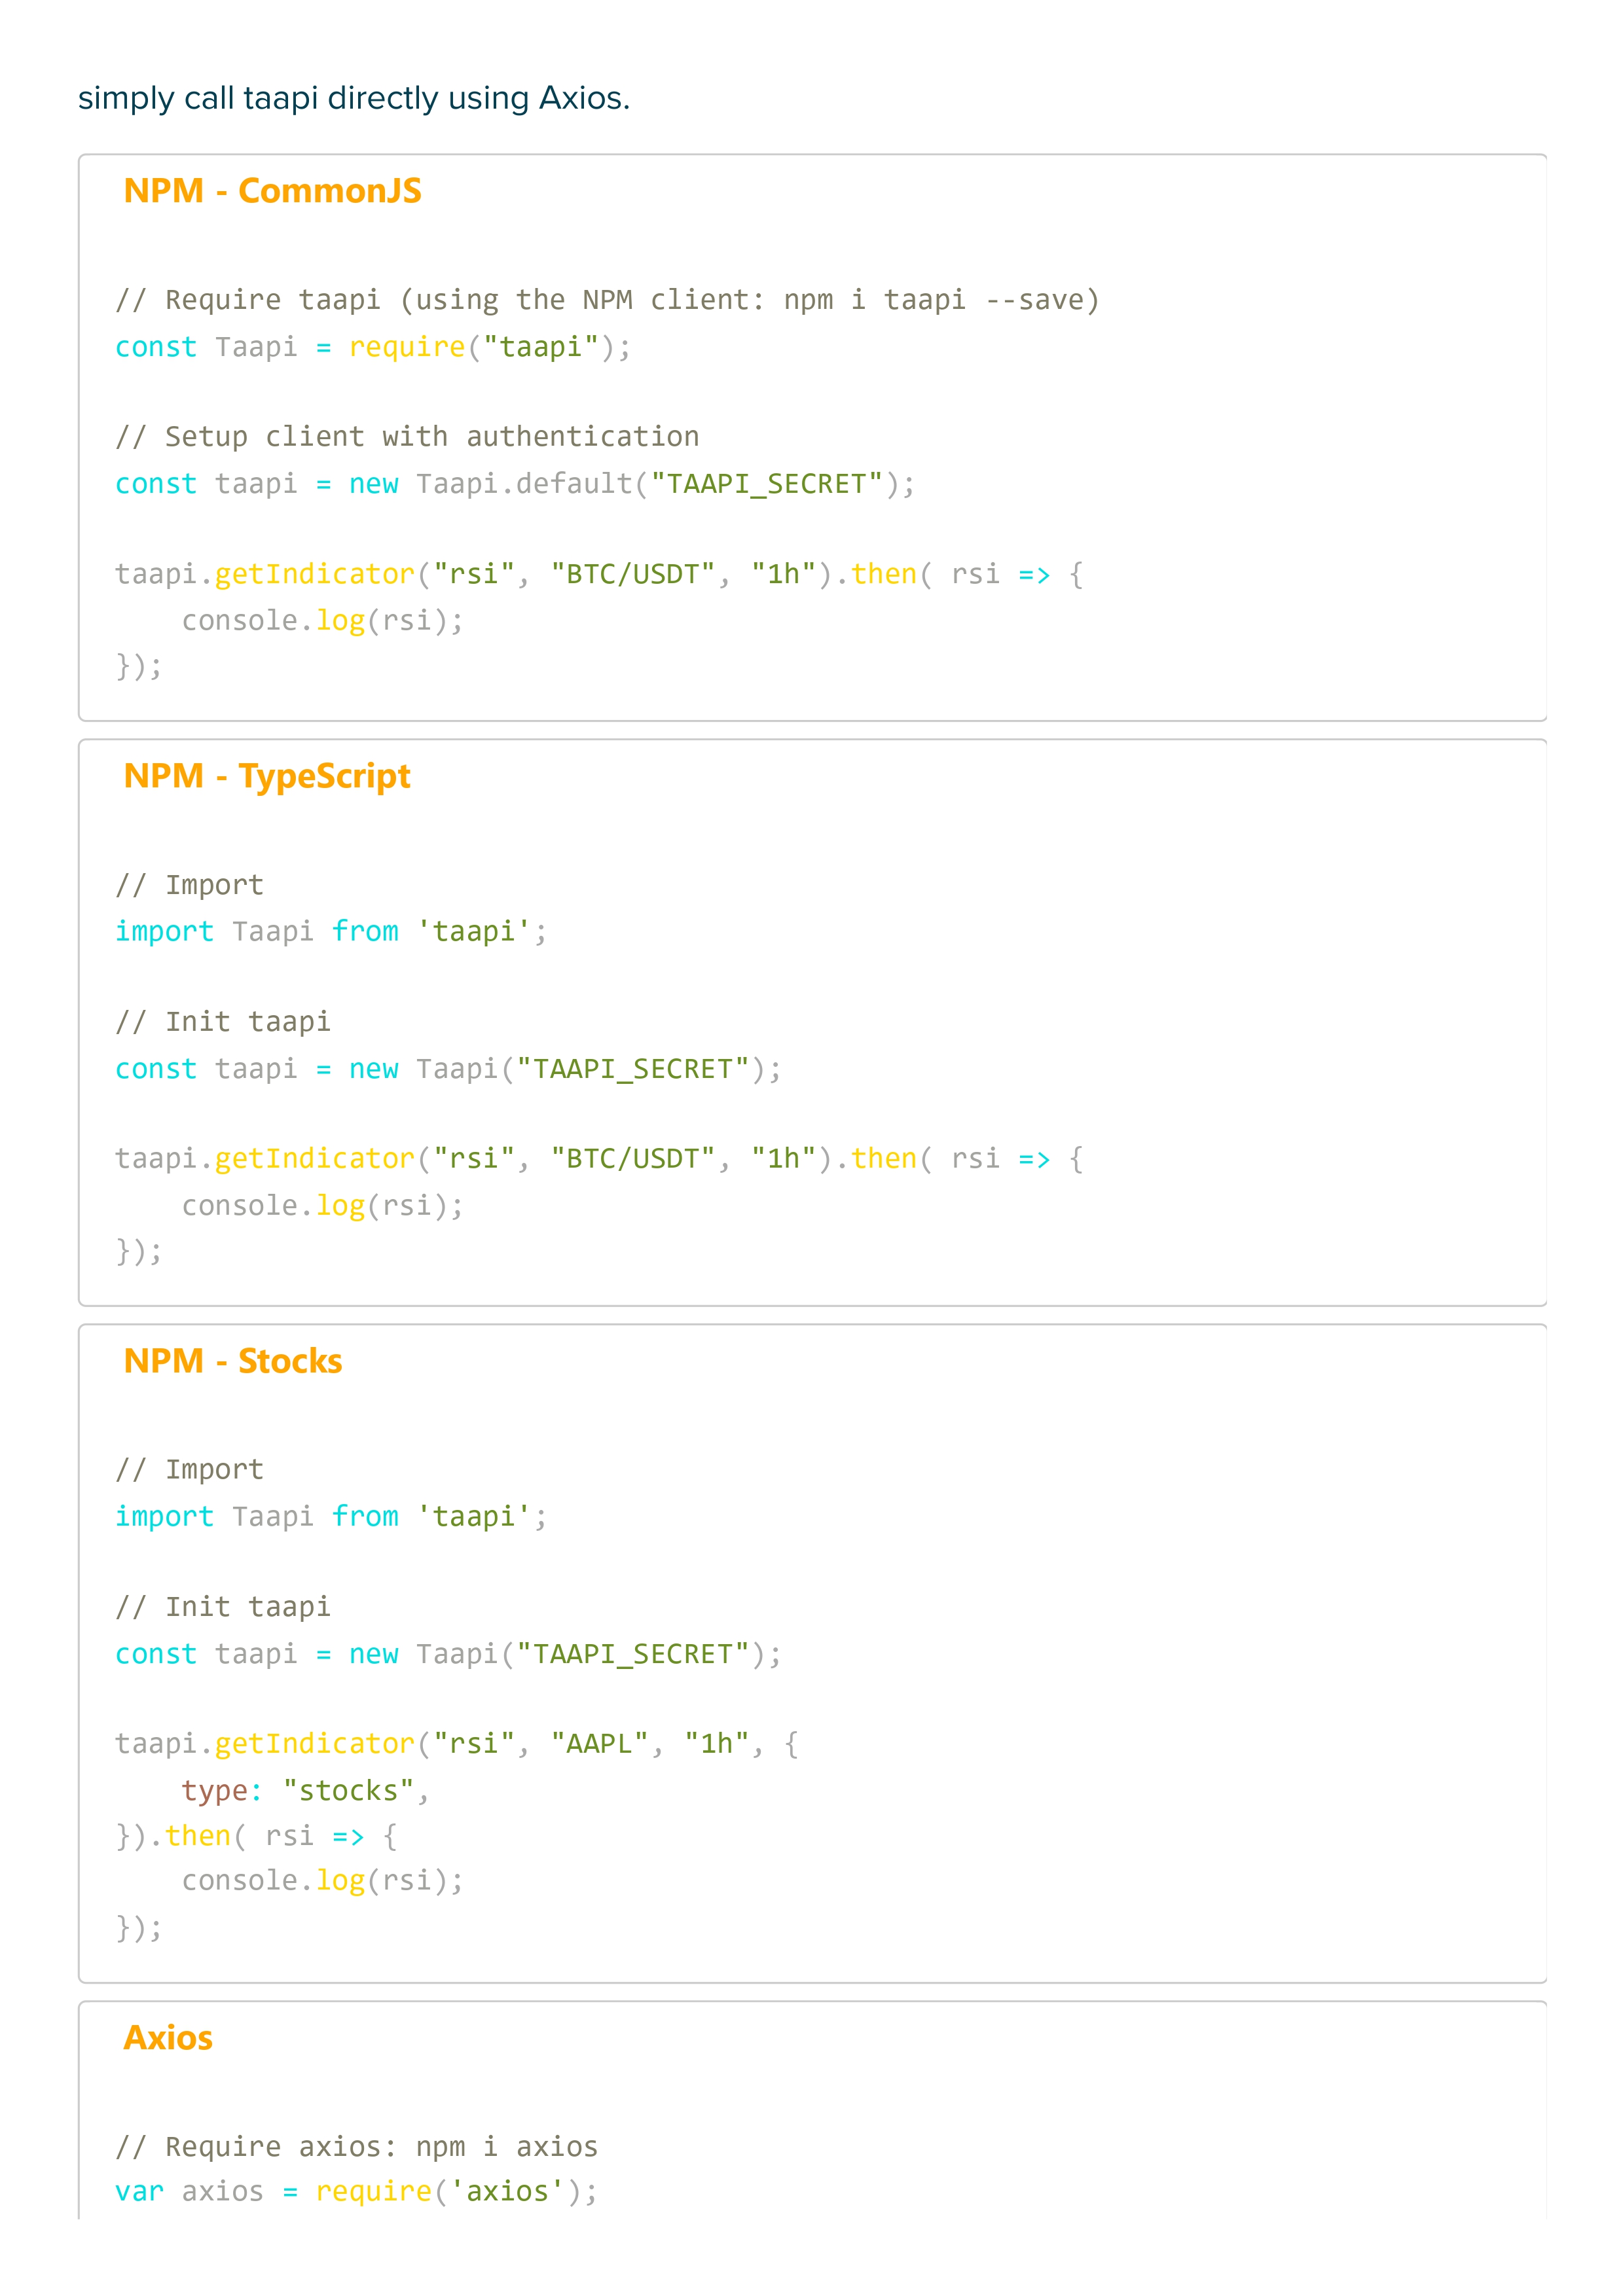 simply call taapi directly using Axios.
NPM - CommonJS
// Require taapi (using the NPM client: npm i taapi --save)
const Taapi = require("taapi");
// Setup client with authentication
const taapi = new Taapi.default("TAAPI_SECRET");
taapi.getIndicator("rsi", "BTC/USDT", "1h").then( rsi => {
    console.log(rsi);
});
NPM - TypeScript
// Import
import Taapi from 'taapi';
// Init taapi
const taapi = new Taapi("TAAPI_SECRET");
taapi.getIndicator("rsi", "BTC/USDT", "1h").then( rsi => {
    console.log(rsi);
});
NPM - Stocks
// Import
import Taapi from 'taapi';
// Init taapi
const taapi = new Taapi("TAAPI_SECRET");
taapi.getIndicator("rsi", "AAPL", "1h", {
    type: "stocks",
}).then( rsi => {
    console.log(rsi);
});
Axios
// Require axios: npm i axios
var axios = require('axios');